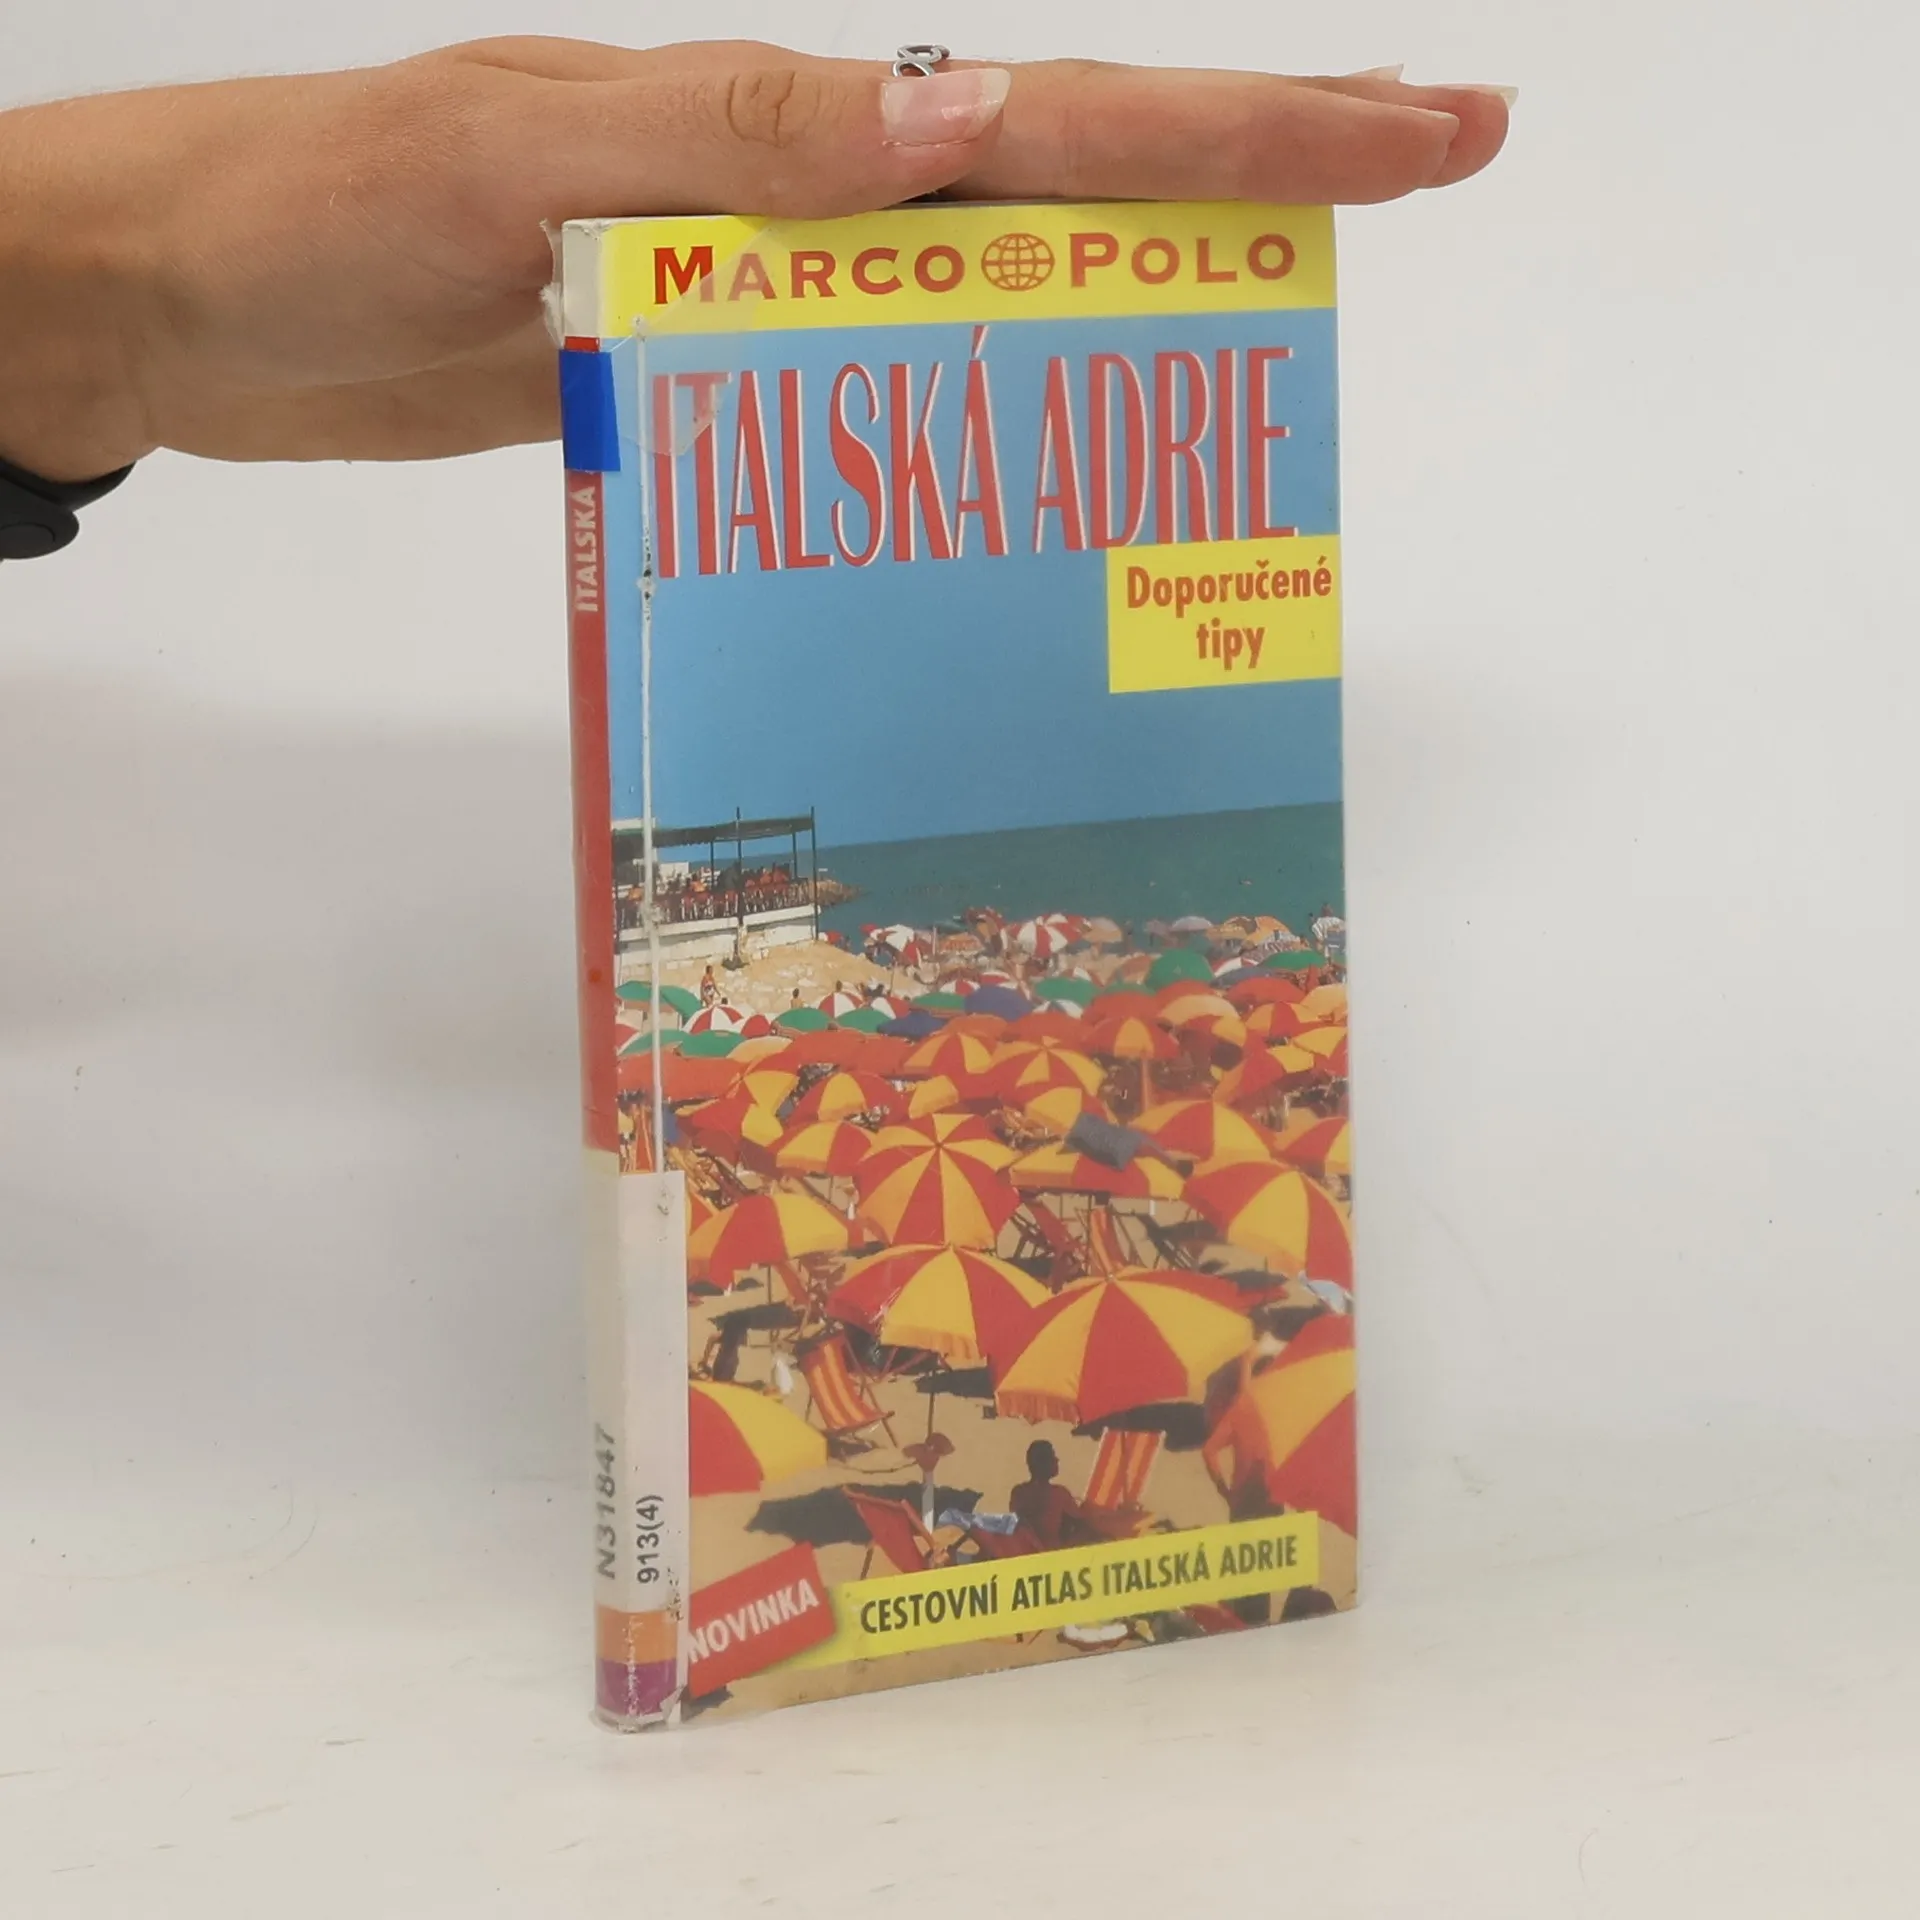 MARCO POLO
ITALSKÁ ADRIE
Doporučené
tipy
ITALSKÁ
N31847
913(4)
NOVINKA
CESTOVNÍ ATLAS ITALSKÁ ADRIE